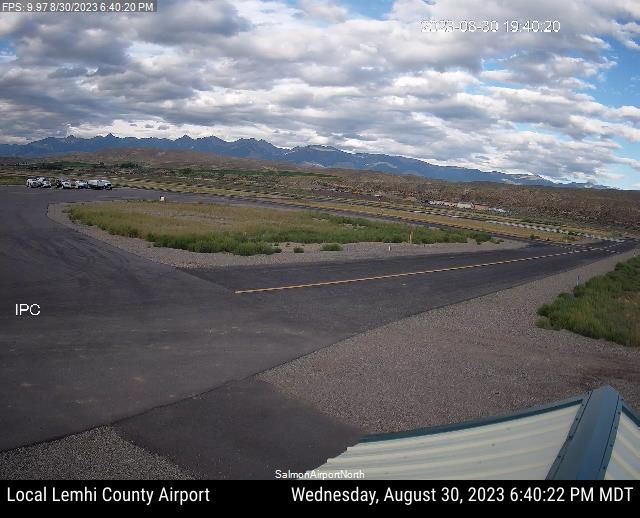 FPS: 9.97 8/30/2023 6:40:20 PM
2023-08-30 19:40:20
IPC
SalmonAirportNorth
Local Lemhi County Airport Wednesday, August 30, 2023 6:40:22 PM MDT